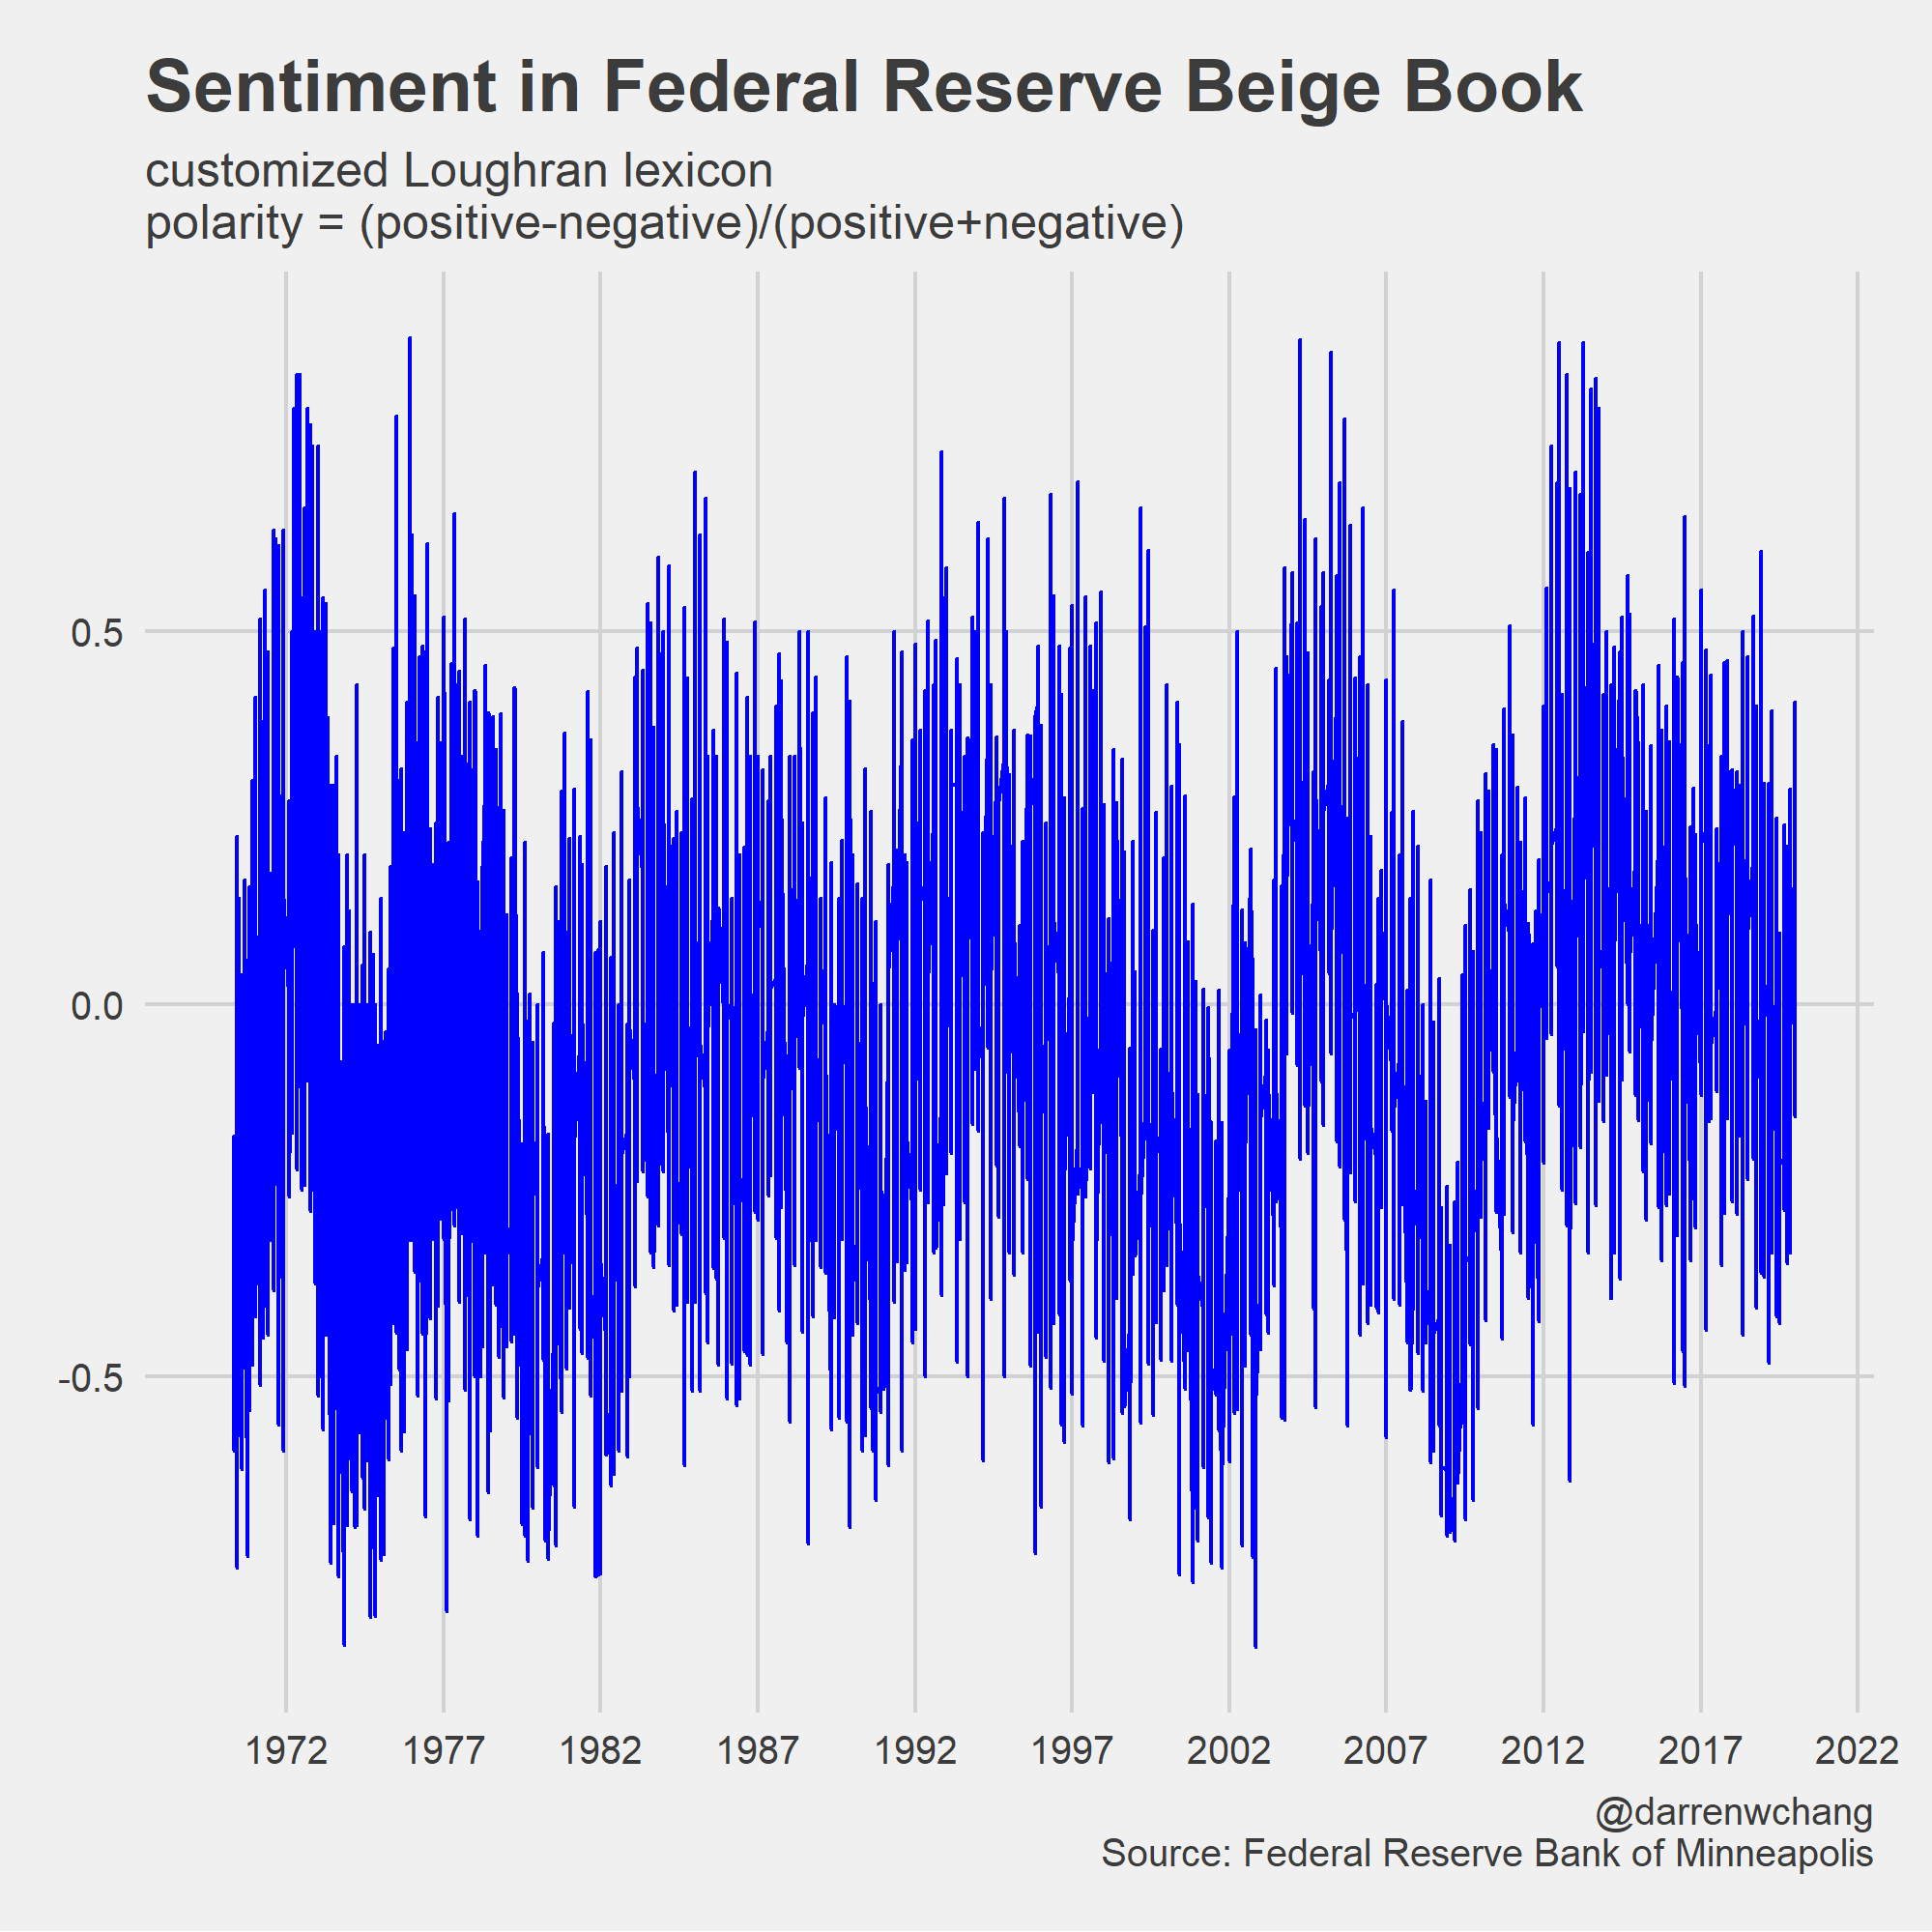 Sentiment in Federal Reserve Beige Book
customized Loughran lexicon
polarity = (positive-negative)/(positive+negative)
0.5
0.0
-0.5
1972 1977 1982 1987 1992 1997 2002 2007 2012 2017 2022
@darrenwchang
Source: Federal Reserve Bank of Minneapolis